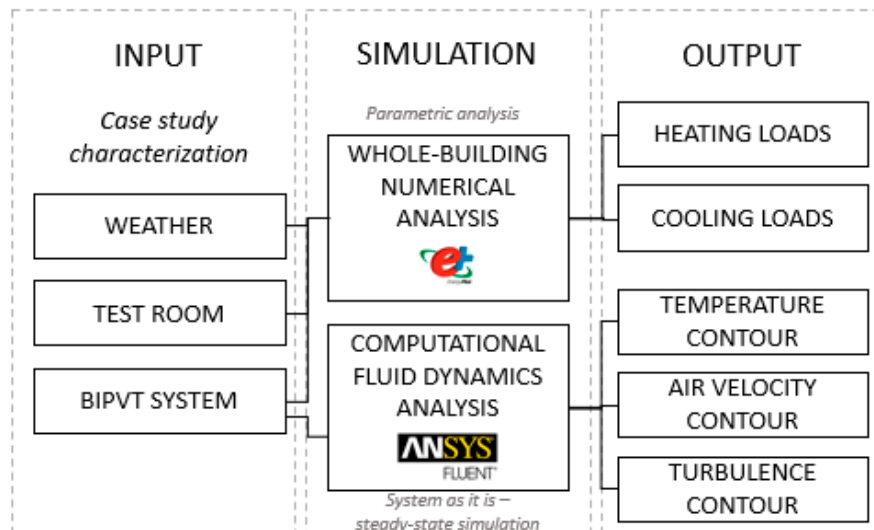 INPUT
Case study
characterization
WEATHER
TEST ROOM
BIPVT SYSTEM
SIMULATION
Parametric analysis
WHOLE-BUILDING
NUMERICAL
ANALYSIS
COMPUTATIONAL
FLUID DYNAMICS
ANALYSIS
ANSYS
FLUENT®
System as it is –
steady-state simulation
OUTPUT
HEATING LOADS
COOLING LOADS
TEMPERATURE
CONTOUR
AIR VELOCITY
CONTOUR
TURBULENCE
CONTOUR